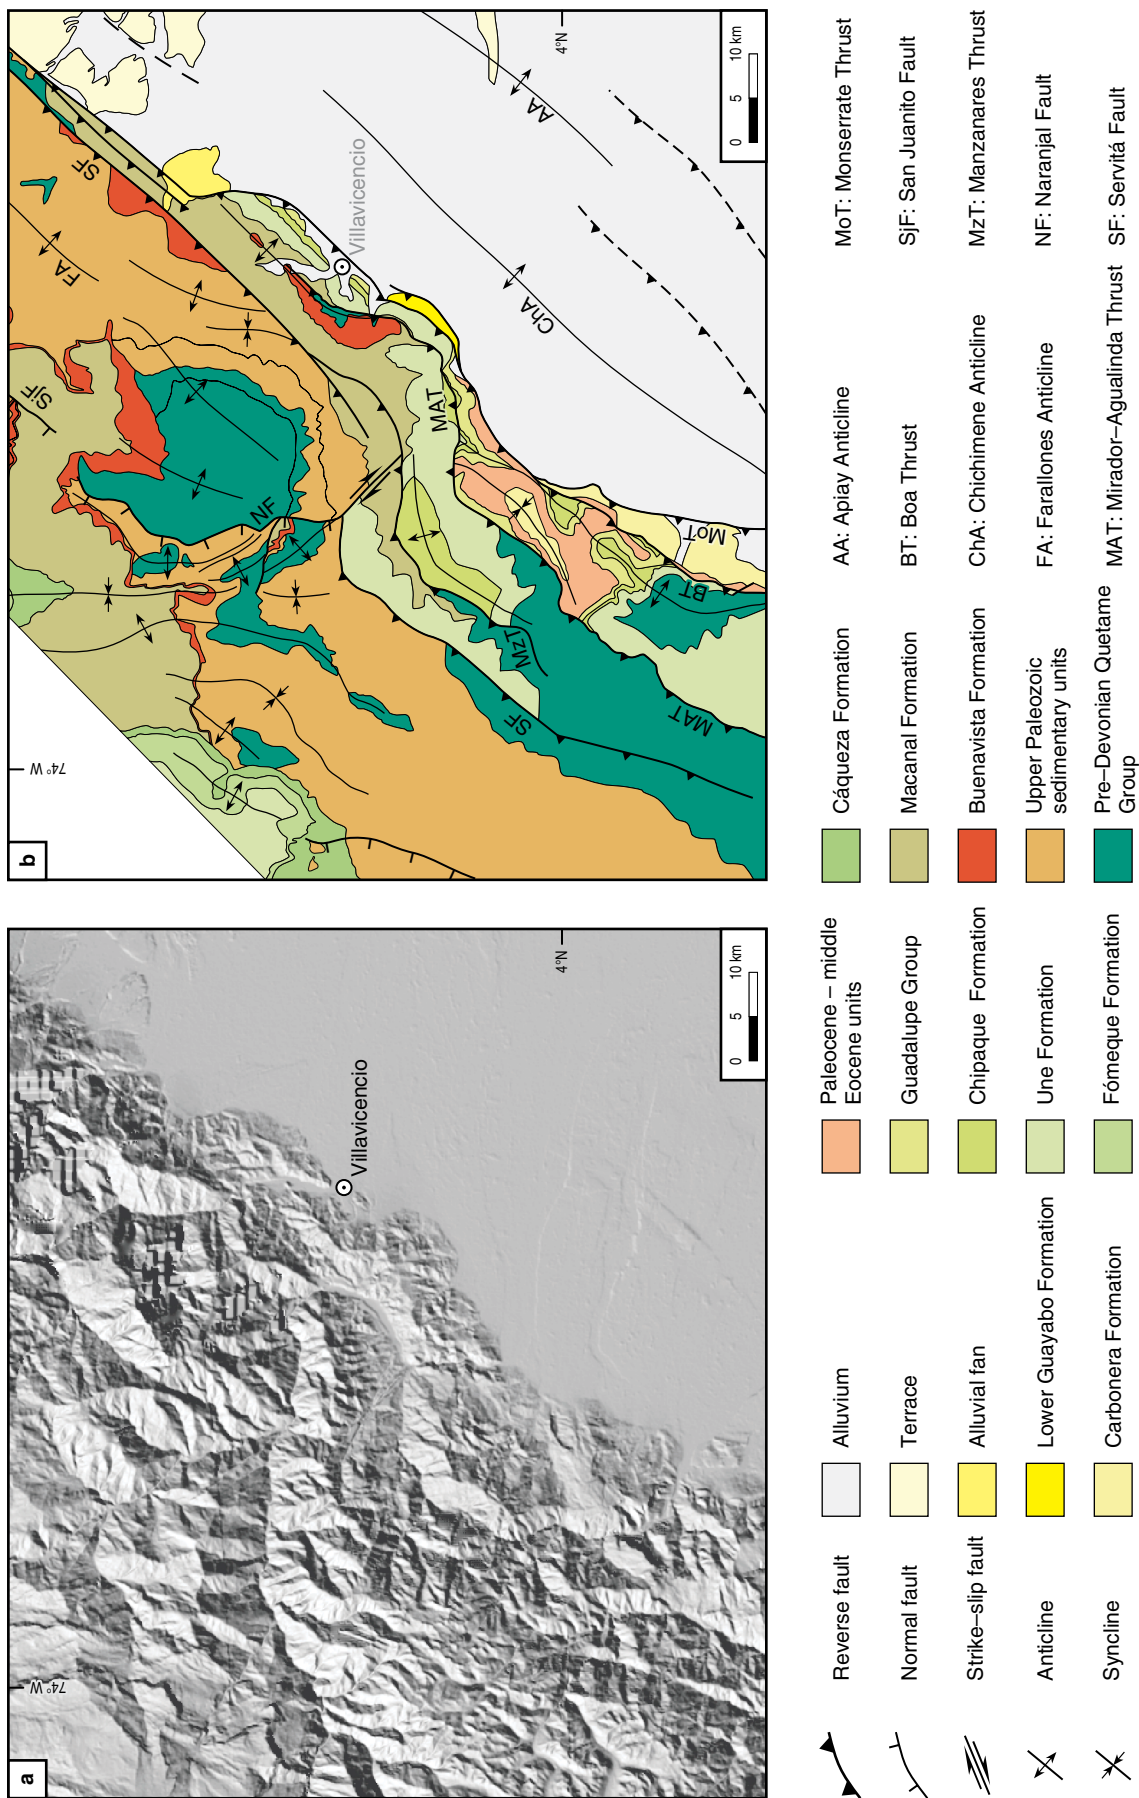 a
74° W
4°N
Villavicencio
0 5 10 km
b
74° W
4°N
Villavicencio
0 5 10 km
SjF
FA
SF
NF
AA
ChA
MAT
MzT
SF
MAT
BT
MoT
Reverse fault
Normal fault
Strike–slip fault
Anticline
Syncline
Alluvium
Terrace
Alluvial fan
Lower Guayabo Formation
Carbonera Formation
Paleocene – middle
Eocene units
Guadalupe Group
Chipaque Formation
Une Formation
Fómeque Formation
Cáqueza Formation
Macanal Formation
Buenavista Formation
Upper Paleozoic
sedimentary units
Pre–Devonian Quetame
Group
AA: Apiay Anticline
BT: Boa Thrust
ChA: Chichimene Anticline
FA: Farallones Anticline
MAT: Mirador–Agualinda Thrust
MoT: Monserrate Thrust
SjF: San Juanito Fault
MzT: Manzanares Thrust
NF: Naranjal Fault
SF: Servitá Fault